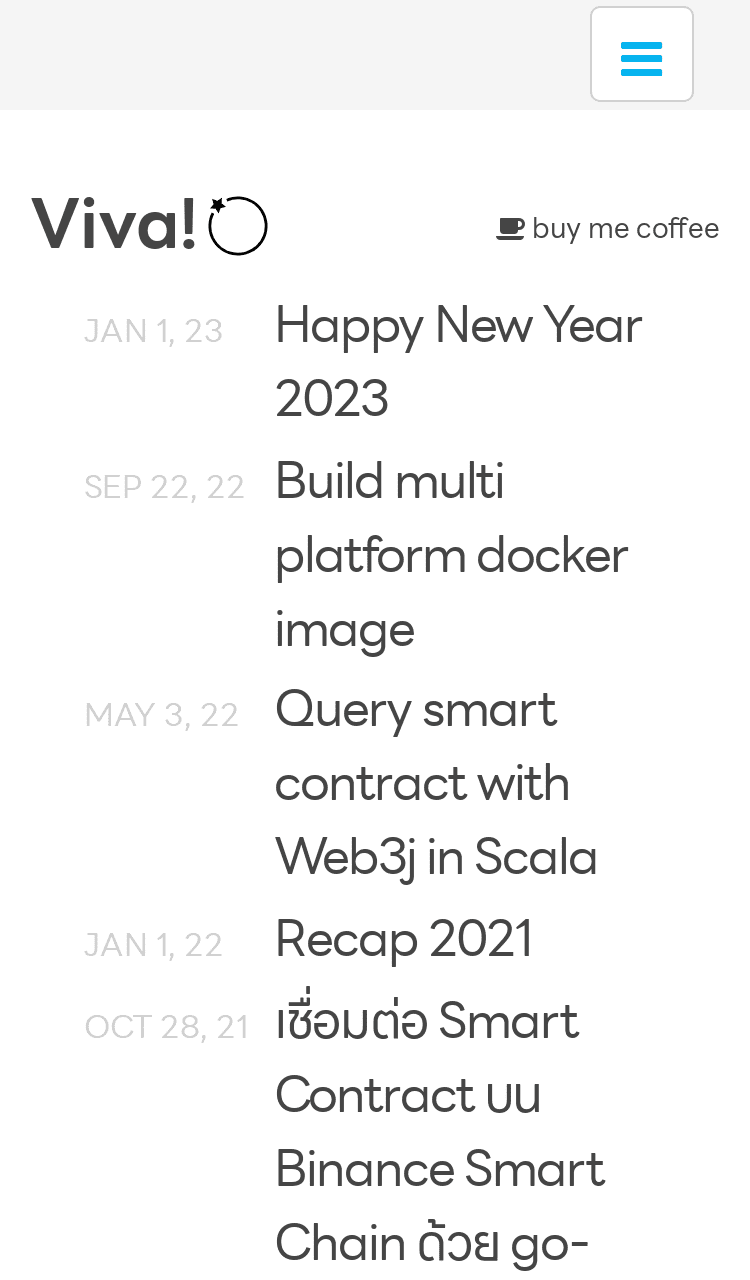 Viva!
buy me coffee
JAN 1, 23
Happy New Year
2023
SEP 22, 22
Build multi
platform docker
image
MAY 3, 22
Query smart
contract with
Web3j in Scala
JAN 1, 22
Recap 2021
OCT 28, 21
เชื่อมต่อ Smart
Contract บน
Binance Smart
Chain ด้วย go-